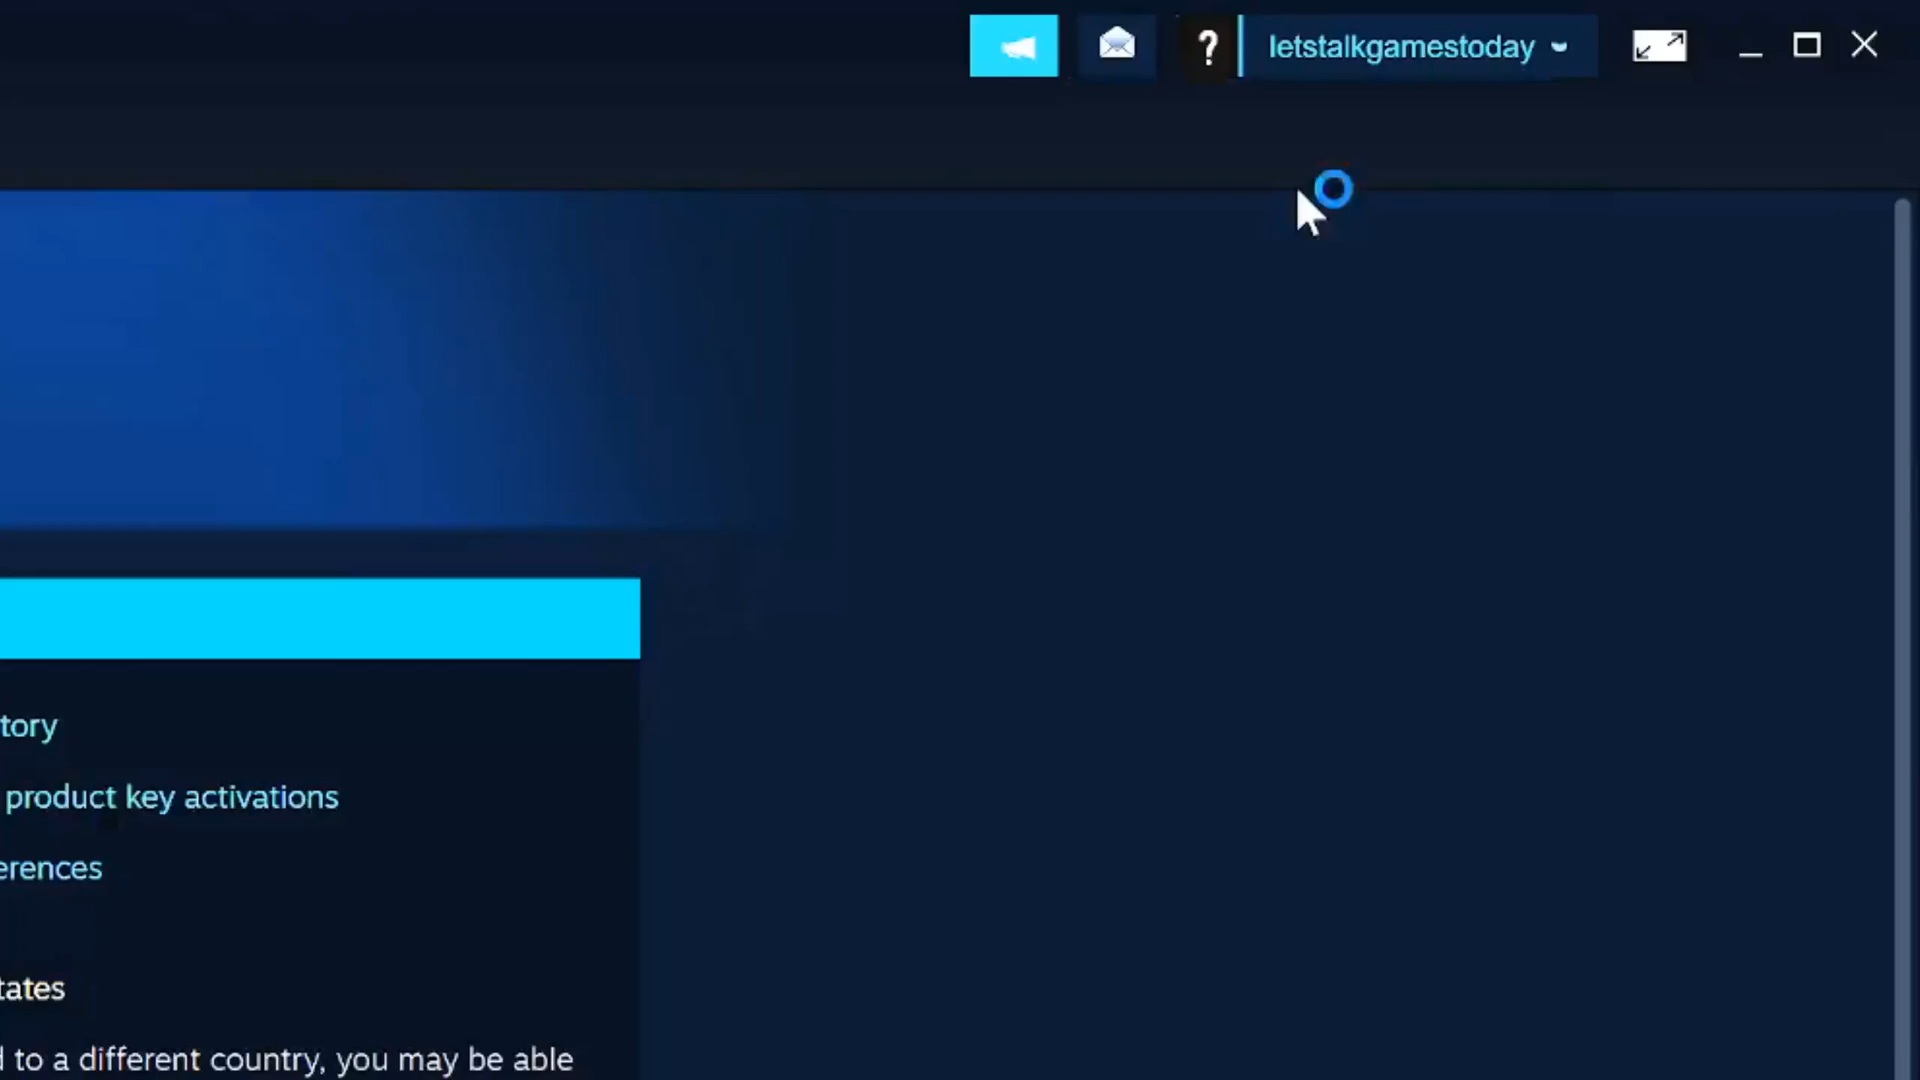 ? letstalkgamestoday
tory
product key activations
erences
tates
d to a different country, you may be able